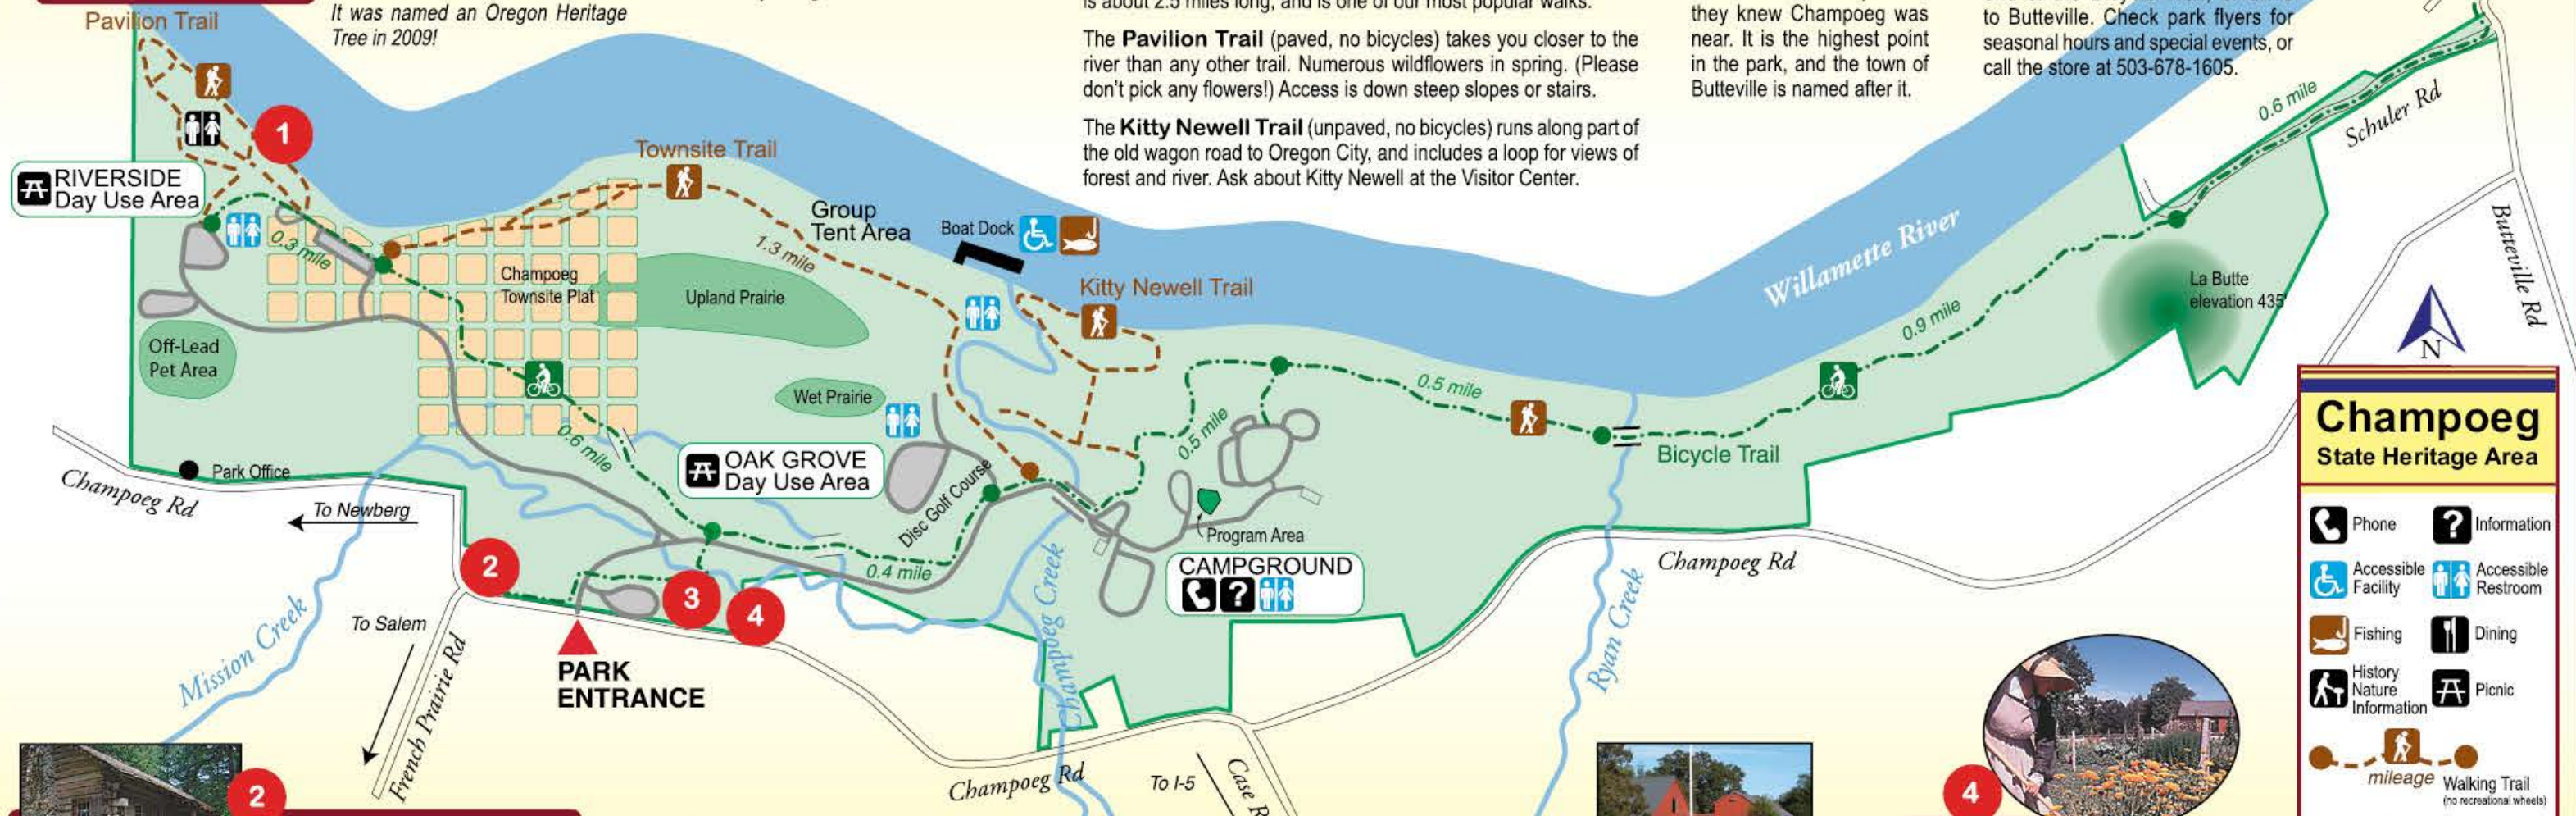 Pavilion Trail
It was named an Oregon Heritage
Tree in 2009!
is about 2.5 miles long, and is one of our most popular walks.
The Pavilion Trail (paved, no bicycles) takes you closer to the
river than any other trail. Numerous wildflowers in spring. (Please
don't pick any flowers!) Access is down steep slopes or stairs.
The Kitty Newell Trail (unpaved, no bicycles) runs along part of
the old wagon road to Oregon City, and includes a loop for views of
forest and river. Ask about Kitty Newell at the Visitor Center.
they knew Champoeg was
near. It is the highest point
in the park, and the town of
Butteville is named after it.
to Butteville. Check park flyers for
seasonal hours and special events, or
call the store at 503-678-1605.
1
RIVERSIDE
Day Use Area
0.3 mile
Townsite Trail
1.3 mile
Group
Tent Area
Boat Dock
Kitty Newell Trail
Champoeg
Townsite Plat
Upland Prairie
Off-Lead
Pet Area
Wet Prairie
0.6 mile
OAK GROVE
Day Use Area
Disc Golf Course
0.5 mile
0.5 mile
Willamette River
0.9 mile
0.6 mile
Schuler Rd
La Butte
elevation 435'
Butteville Rd
N
Bicycle Trail
Park Office
Champoeg Rd
To Newberg
2
3
4
0.4 mile
Program Area
CAMPGROUND
?
Champoeg Creek
Ryan Creek
Champoeg Rd
Mission Creek
To Salem
French Prairie Rd
PARK
ENTRANCE
Champoeg Rd
To I-5
2
4
Champoeg
State Heritage Area
Phone
? Information
Accessible
Facility
Accessible
Restroom
Fishing
Dining
History
Nature
Information
Picnic
mileage
Walking Trail
(no recreational wheels)